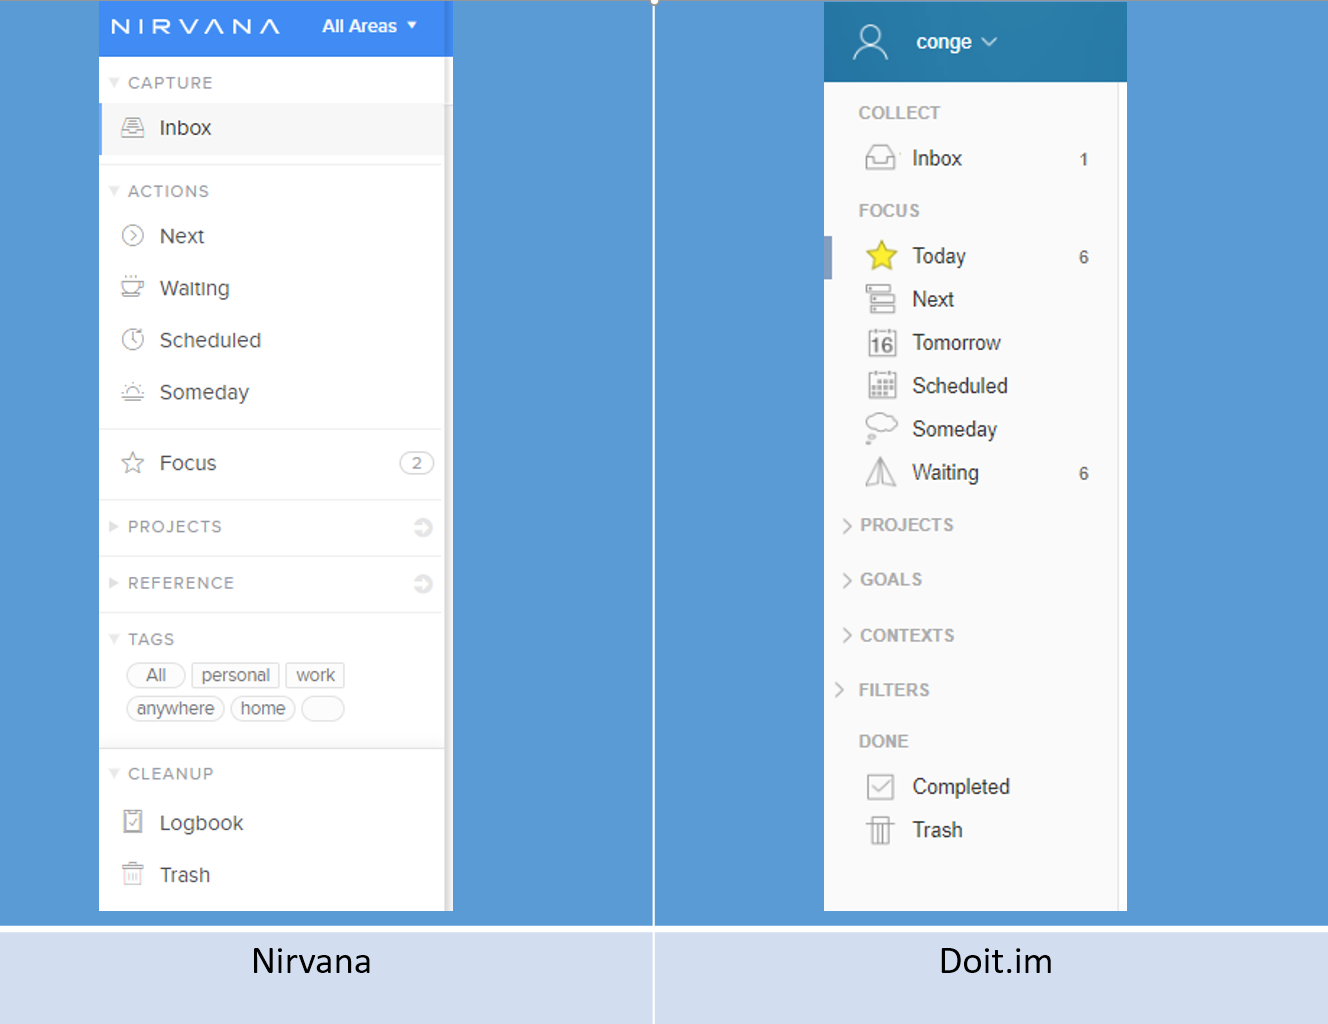 NIRVANA All Areas
CAPTURE
Inbox
ACTIONS
Next
Waiting
Scheduled
Someday
Focus 2
PROJECTS
REFERENCE
TAGS
All personal work
anywhere home
CLEANUP
Logbook
Trash
Nirvana
conge
COLLECT
Inbox 1
FOCUS
Today 6
Next
16 Tomorrow
Scheduled
Someday
Waiting 6
PROJECTS
GOALS
CONTEXTS
FILTERS
DONE
Completed
Trash
Doit.im